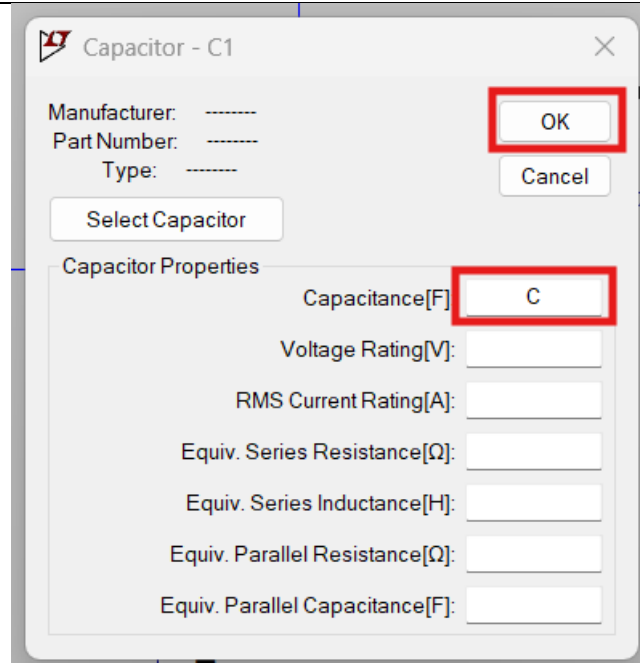 Capacitor - C1
Manufacturer: --------
OK
Part Number: --------
Type: --------
Cancel
Select Capacitor
Capacitor Properties
Capacitance[F] C
Voltage Rating[V]:
RMS Current Rating[A]:
Equiv. Series Resistance[Ω]:
Equiv. Series Inductance[H]:
Equiv. Parallel Resistance[Ω]:
Equiv. Parallel Capacitance[F]: